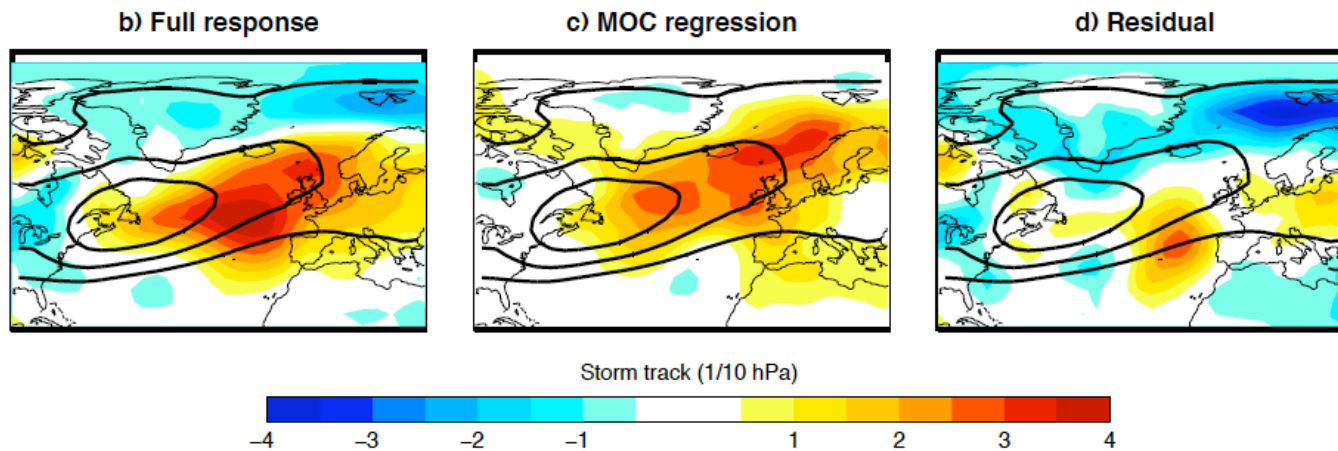 b) Full response
c) MOC regression
d) Residual
Storm track (1/10 hPa)
−4 −3 −2 −1 1 2 3 4